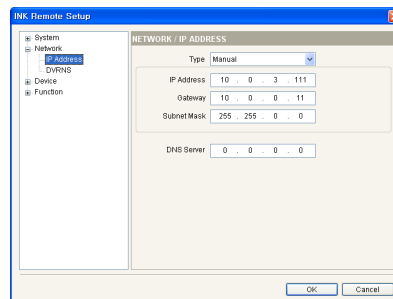 INK Remote Setup
System
Network
IP Address
DVRNS
Device
Function
NETWORK / IP ADDRESS
Type Manual
IP Address 10 . 0 . 3 . 111
Gateway 10 . 0 . 0 . 11
Subnet Mask 255 . 255 . 0 . 0
DNS Server 0 . 0 . 0 . 0
OK Cancel